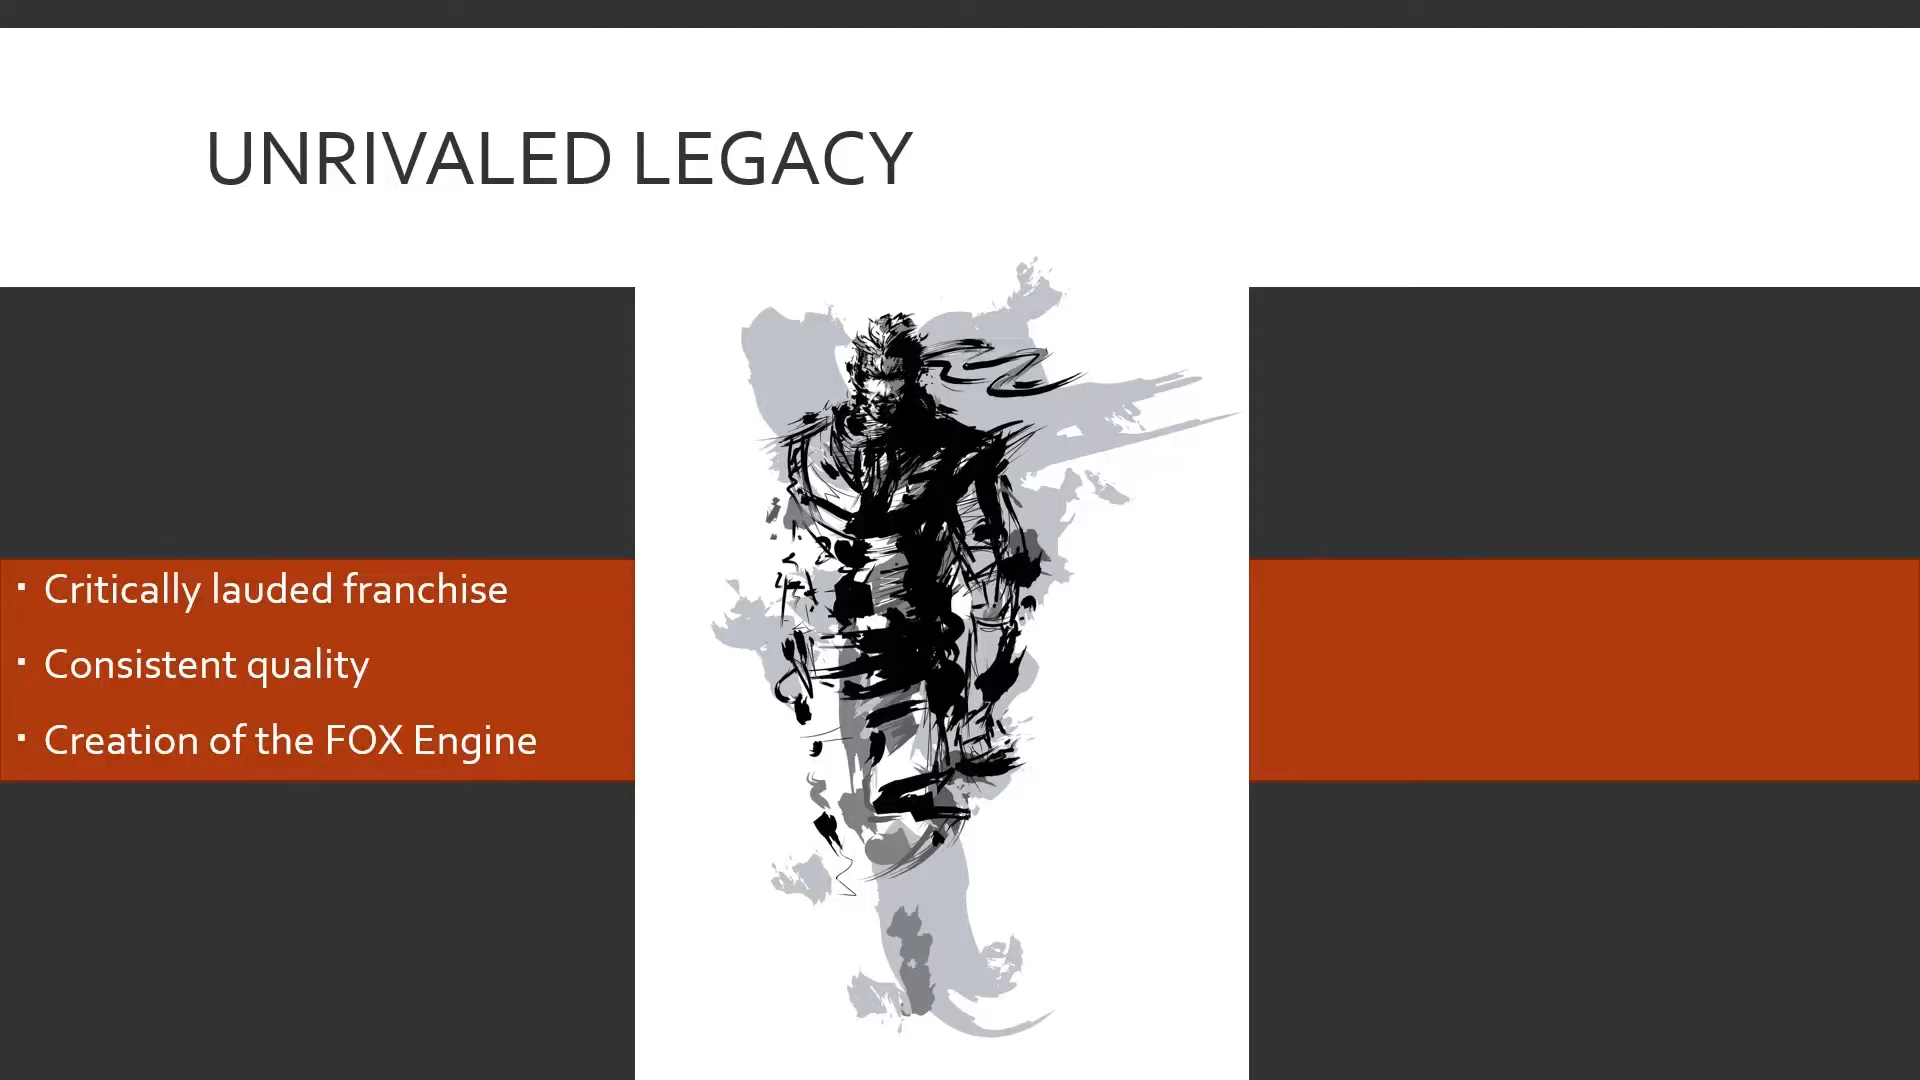 UNRIVALED LEGACY
▪ Critically lauded franchise
▪ Consistent quality
▪ Creation of the FOX Engine